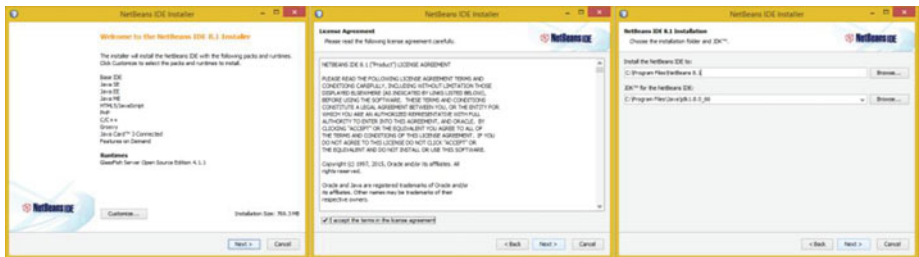 NetBeans IDE Installer
Welcome to the NetBeans IDE 8.1 Installer
The installer will install the NetBeans IDE with the following packs and runtimes.
Click Customize to select the packs and runtimes to install.
Base IDE
Java SE
Java EE
Java ME
HTML5/JavaScript
PHP
C/C++
Groovy
Java Card™ 3 Connected
Features on Demand
Runtimes
GlassFish Server Open Source Edition 4.1.1
NetBeans IDE
Customize...
Installation Size:
Next >
Cancel
NetBeans IDE Installer
License Agreement
Please read the following license agreement carefully.
NetBeans IDE
NETBEANS IDE 8.1 ("Product") LICENSE AGREEMENT
PLEASE READ THE FOLLOWING LICENSE AGREEMENT TERMS AND
CONDITIONS CAREFULLY, INCLUDING WITHOUT LIMITATION THOSE
DISPLAYED ELSEWHERE (AS INDICATED BY LINKS LISTED BELOW),
BEFORE USING THE SOFTWARE. THESE TERMS AND CONDITIONS
CONSTITUTE A LEGAL AGREEMENT BETWEEN YOU, OR THE ENTITY FOR
WHICH YOU ARE AN AUTHORIZED REPRESENTATIVE WITH FULL
AUTHORITY TO ENTER INTO THIS AGREEMENT, AND ORACLE. BY
CLICKING "ACCEPT" OR THE EQUIVALENT YOU AGREE TO ALL OF
THE TERMS AND CONDITIONS OF THIS LICENSE AGREEMENT. IF YOU
DO NOT AGREE TO THIS LICENSE DO NOT CLICK "ACCEPT" OR
THE EQUIVALENT AND DO NOT INSTALL OR USE THIS SOFTWARE.
Copyright (c) 1997, 2015, Oracle and/or its affiliates. All
rights reserved.
Oracle and Java are registered trademarks of Oracle and/or
its affiliates. Other names may be trademarks of their
respective owners.
I accept the terms in the license agreement
< Back
Next >
Cancel
NetBeans IDE Installer
NetBeans IDE 8.1 Installation
Choose the installation folder and JDK™.
NetBeans IDE
Install the NetBeans IDE to:
C:\Program Files\NetBeans 8.1
Browse...
JDK™ for the NetBeans IDE:
C:\Program Files\Java\jdk1.8.0_66
Browse...
< Back
Next >
Cancel